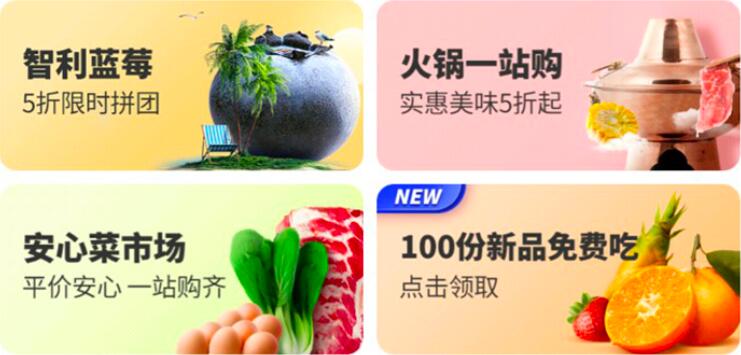 智利蓝莓
5折限时拼团
火锅一站购
实惠美味5折起
安心菜市场
平价安心 一站购齐
NEW
100份新品免费吃
点击领取